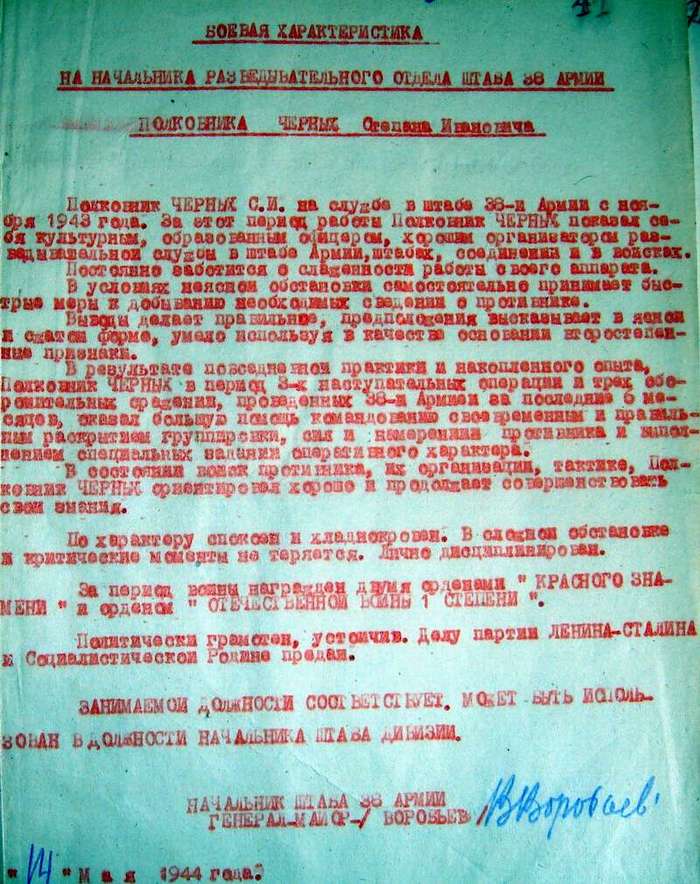 41
БОЕВАЯ ХАРАКТЕРИСТИКА
НА НАЧАЛЬНИКА РАЗВЕДЫВАТЕЛЬНОГО ОТДЕЛА ШТАБА 38 АРМИИ
ПОЛКОВНИКА ЧЕРНЫХ Степана Ивановича
Полковник ЧЕРНЫХ С.И. на службе в штабе 38-й Армии с ноя-
бря 1943 года. За этот период работы Полковник ЧЕРНЫХ показал се-
бя культурным, образованным офицером, хорошим организатором раз-
ведывательной службы в штабе Армии, штабах, соединений и в войсках.
Постоянно заботится о слаженности работы своего аппарата.
В условиях неясной обстановки самостоятельно принимает быс-
трые меры к добыванию необходимых сведений о противнике.
Выводы делает правильные, предположения высказывает в ясной
и сжатой форме, умело используя в качестве оснований второстепен-
ные признаки.
В результате повседневной практики и накопленного опыта,
Полковник ЧЕРНЫХ в период 3-х наступательных операций и трех обо-
ронительных сражений, проведенных 38-й Армией за последние 6 ме-
сяцев, оказал большую помощь командованию своевременным и правиль-
ным раскрытием группировки, сил и намерений противника и выпол-
нением специальных заданий оперативного характера.
В состоянии войск противника, их организации, тактике, Пол-
ковник ЧЕРНЫХ ориентирован хорошо и продолжает совершенствовать
свои знания.
По характеру спокоен и хладнокровен. В сложной обстановке
и критические моменты не теряется. Лично дисциплинирован.
За период войны награжден двумя орденами " КРАСНОГО ЗНА-
МЕНИ " и орденом " ОТЕЧЕСТВЕННОЙ ВОЙНЫ 1 СТЕПЕНИ ".
Политически грамотен, устойчив. Делу партии ЛЕНИНА-СТАЛИНА
и Социалистической Родине предан.
ЗАНИМАЕМОЙ ДОЛЖНОСТИ СООТВЕТСТВУЕТ. МОЖЕТ БЫТЬ ИСПОЛЬ-
ЗОВАН В ДОЛЖНОСТИ НАЧАЛЬНИКА ШТАБА ДИВИЗИИ.
НАЧАЛЬНИК ШТАБА 38 АРМИИ
ГЕНЕРАЛ-МАЙОР-/ ВОРОБЬЕВ / ВВоробьев
" 14 " Мая 1944 года.